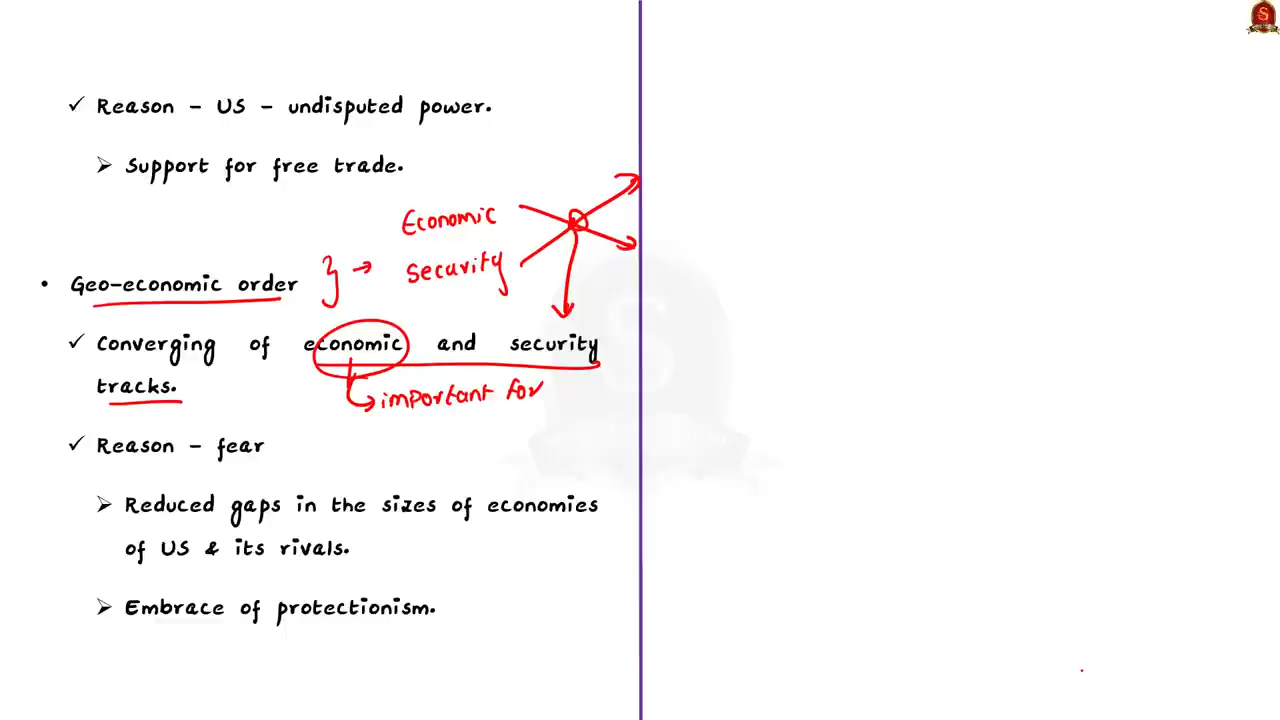 ✓ Reason – US – undisputed power.
➢ Support for free trade.
Economic
Security
• Geo-economic order
✓ Converging of economic and security
tracks.
important for
✓ Reason – fear
➢ Reduced gaps in the sizes of economies
of US & its rivals.
➢ Embrace of protectionism.